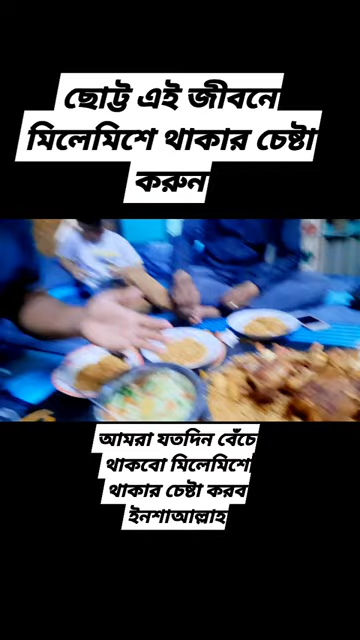 ছোট্ট এই জীবনে
মিলেমিশে থাকার চেষ্টা
করুন
আমরা যতদিন বেঁচে
থাকবো মিলেমিশে
থাকার চেষ্টা করব
ইনশাআল্লাহ